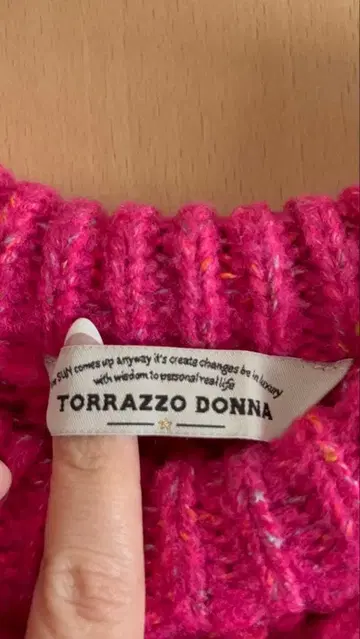 SUN comes up anyway it's create changes be in luxury
with wisdom to personal real life
TORRAZZO DONNA